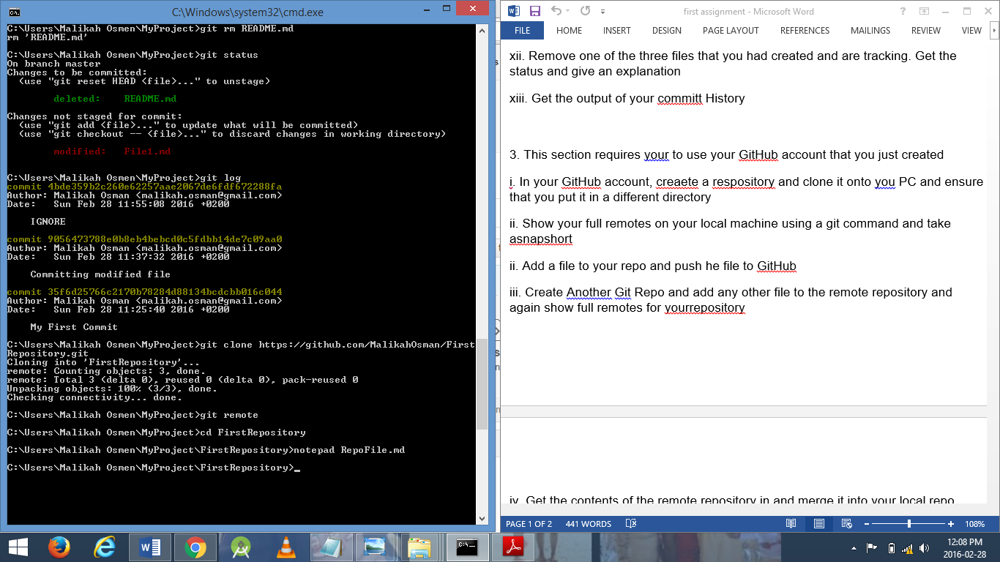 C:\Windows\system32\cmd.exe
C:\Users\Malikah Osmen\MyProject>git rm README.md
rm 'README.md'
C:\Users\Malikah Osmen\MyProject>git status
On branch master
Changes to be committed:
(use "git reset HEAD <file>..." to unstage)
deleted: README.md
Changes not staged for commit:
(use "git add <file>..." to update what will be committed)
(use "git checkout -- <file>..." to discard changes in working directory)
modified: File1.md
C:\Users\Malikah Osmen\MyProject>git log
commit 4bde359b2c260e62257aae2067de6fdf672288fa
Author: Malikah Osman <malikah.osman@gmail.com>
Date: Sun Feb 28 11:55:08 2016 +0200
IGNORE
commit 9056473788e0b8eb4bebcd0c5fdbb14de7c09aa0
Author: Malikah Osman <malikah.osman@gmail.com>
Date: Sun Feb 28 11:37:32 2016 +0200
Committing modified file
commit 35f6d25766c2170b78284d88134bcdcbb016c044
Author: Malikah Osman <malikah.osman@gmail.com>
Date: Sun Feb 28 11:25:40 2016 +0200
My First Commit
C:\Users\Malikah Osmen\MyProject>git clone https://github.com/MalikahOsman/First
Repository.git
Cloning into 'FirstRepository'...
remote: Counting objects: 3, done.
remote: Total 3 (delta 0), reused 0 (delta 0), pack-reused 0
Unpacking objects: 100% (3/3), done.
Checking connectivity... done.
C:\Users\Malikah Osmen\MyProject>git remote
C:\Users\Malikah Osmen\MyProject>cd FirstRepository
C:\Users\Malikah Osmen\MyProject\FirstRepository>notepad RepoFile.md
C:\Users\Malikah Osmen\MyProject\FirstRepository>_
first assignment - Microsoft Word
FILE HOME INSERT DESIGN PAGE LAYOUT REFERENCES MAILINGS REVIEW VIEW
xii. Remove one of the three files that you had created and are tracking. Get the
status and give an explanation
xiii. Get the output of your committ History
3. This section requires your to use your GitHub account that you just created
i. In your GitHub account, creaete a respository and clone it onto you PC and ensure
that you put it in a different directory
ii. Show your full remotes on your local machine using a git command and take
asnapshort
ii. Add a file to your repo and push he file to GitHub
iii. Create Another Git Repo and add any other file to the remote repository and
again show full remotes for yourrepository
iv. Get the contents of the remote repository in and merge it into your local repo
PAGE 1 OF 2 441 WORDS 108%
12:08 PM
2016-02-28